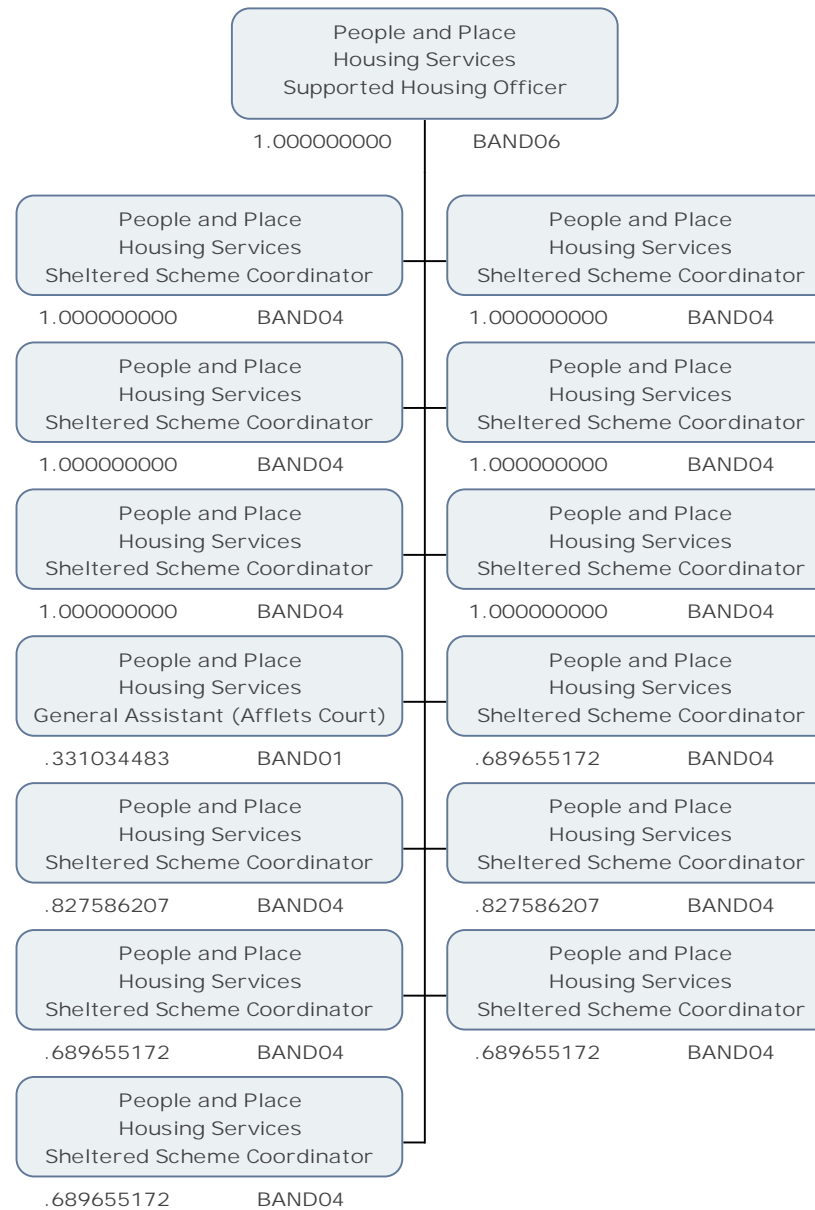 People and Place
Housing Services
Supported Housing Officer
1.000000000 BAND06
People and Place
Housing Services
Sheltered Scheme Coordinator
1.000000000 BAND04
People and Place
Housing Services
Sheltered Scheme Coordinator
1.000000000 BAND04
People and Place
Housing Services
Sheltered Scheme Coordinator
1.000000000 BAND04
People and Place
Housing Services
Sheltered Scheme Coordinator
1.000000000 BAND04
People and Place
Housing Services
Sheltered Scheme Coordinator
1.000000000 BAND04
People and Place
Housing Services
Sheltered Scheme Coordinator
1.000000000 BAND04
People and Place
Housing Services
General Assistant (Afflets Court)
.331034483 BAND01
People and Place
Housing Services
Sheltered Scheme Coordinator
.689655172 BAND04
People and Place
Housing Services
Sheltered Scheme Coordinator
.827586207 BAND04
People and Place
Housing Services
Sheltered Scheme Coordinator
.827586207 BAND04
People and Place
Housing Services
Sheltered Scheme Coordinator
.689655172 BAND04
People and Place
Housing Services
Sheltered Scheme Coordinator
.689655172 BAND04
People and Place
Housing Services
Sheltered Scheme Coordinator
.689655172 BAND04